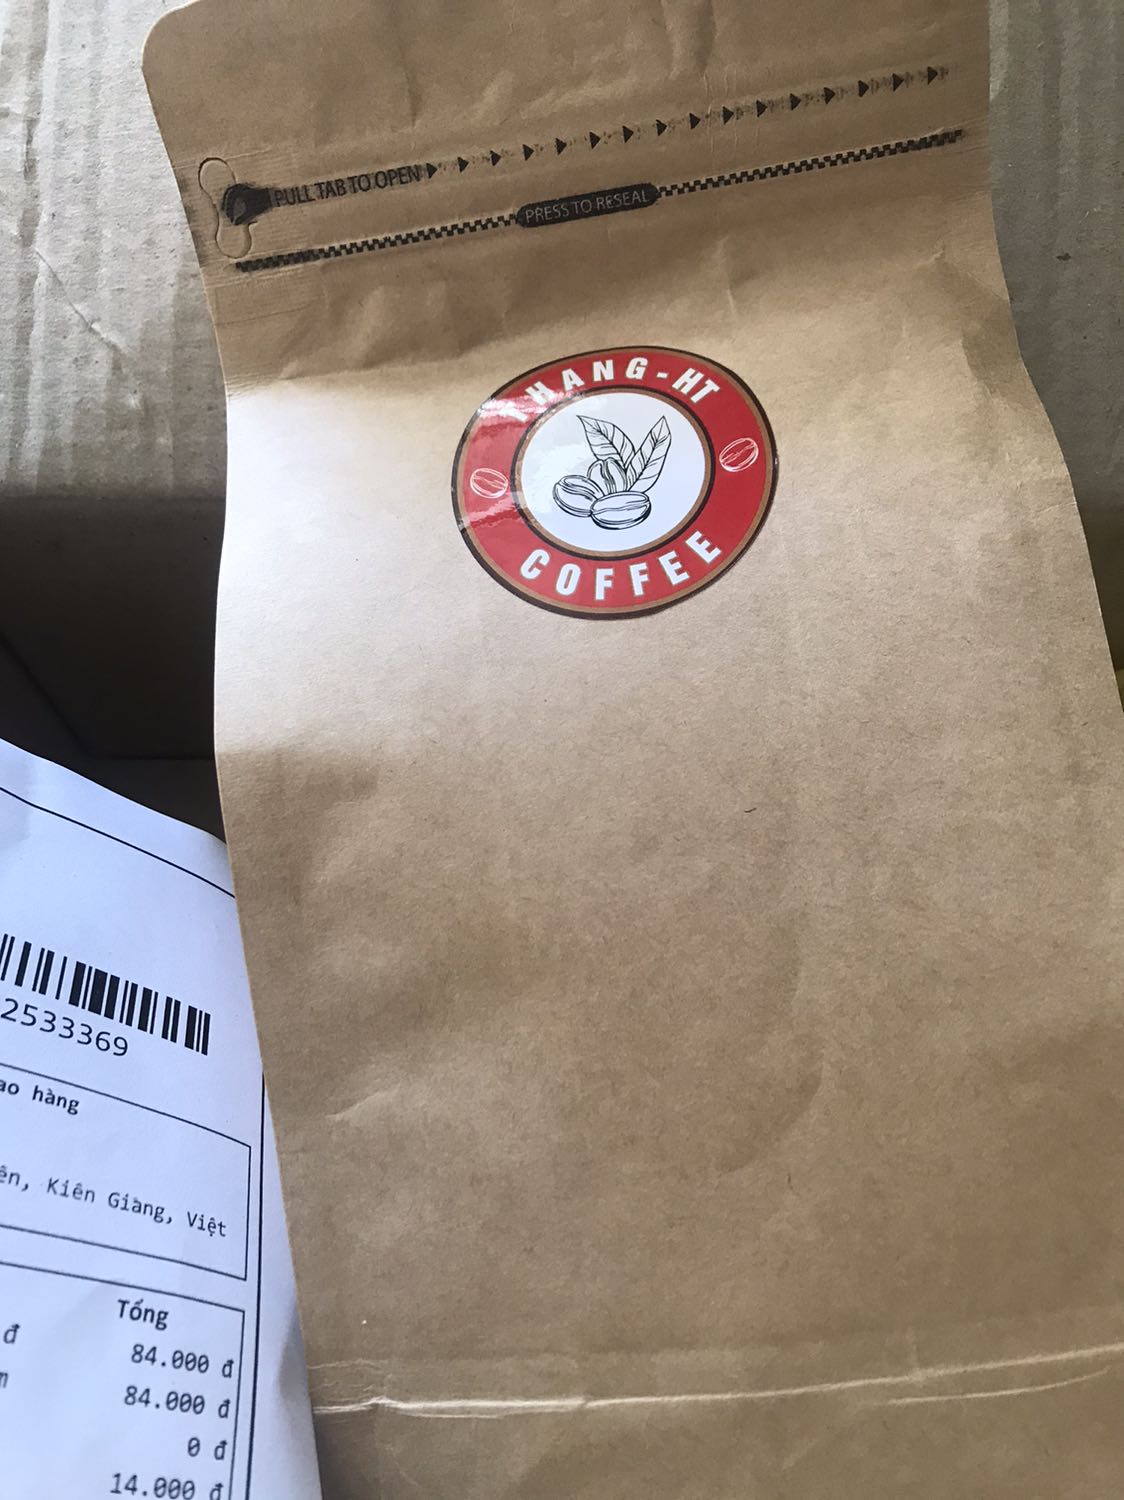 PULL TAB TO OPEN
PRESS TO RESEAL
THANG-HT
COFFEE
2533369
ao hàng
ên, Kiên Giang, Việt
Tổng
đ
84.000 đ
84.000 đ
0 đ
14.000 đ